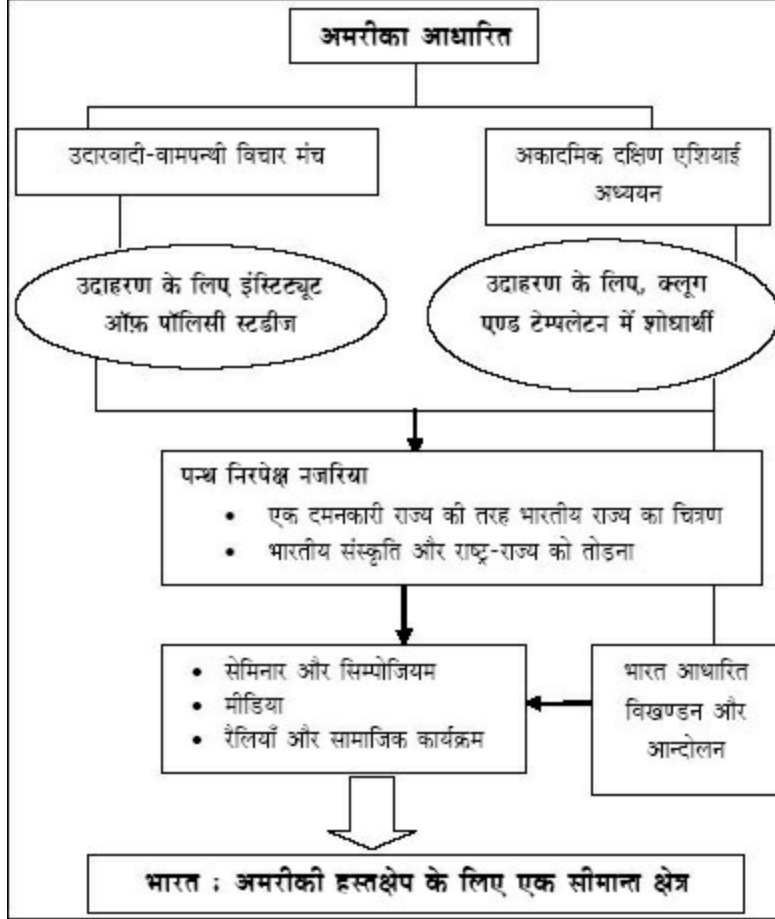 अमरीका आधारित
उदारवादी-वामपन्थी विचार मंच
अकादमिक दक्षिण एशियाई
अध्ययन
उदाहरण के लिए इंस्टिट्यूट
ऑफ़ पॉलिसी स्टडीज
उदाहरण के लिए, क्लूग
एण्ड टेम्पलेटन में शोधार्थी
पन्थ निरपेक्ष नजरिया
• एक दमनकारी राज्य की तरह भारतीय राज्य का चित्रण
• भारतीय संस्कृति और राष्ट्र-राज्य को तोड़ना
• सेमिनार और सिम्पोजियम
• मीडिया
• रैलियाँ और सामाजिक कार्यक्रम
भारत आधारित
विखण्डन और
आन्दोलन
भारत : अमरीकी हस्तक्षेप के लिए एक सीमान्त क्षेत्र